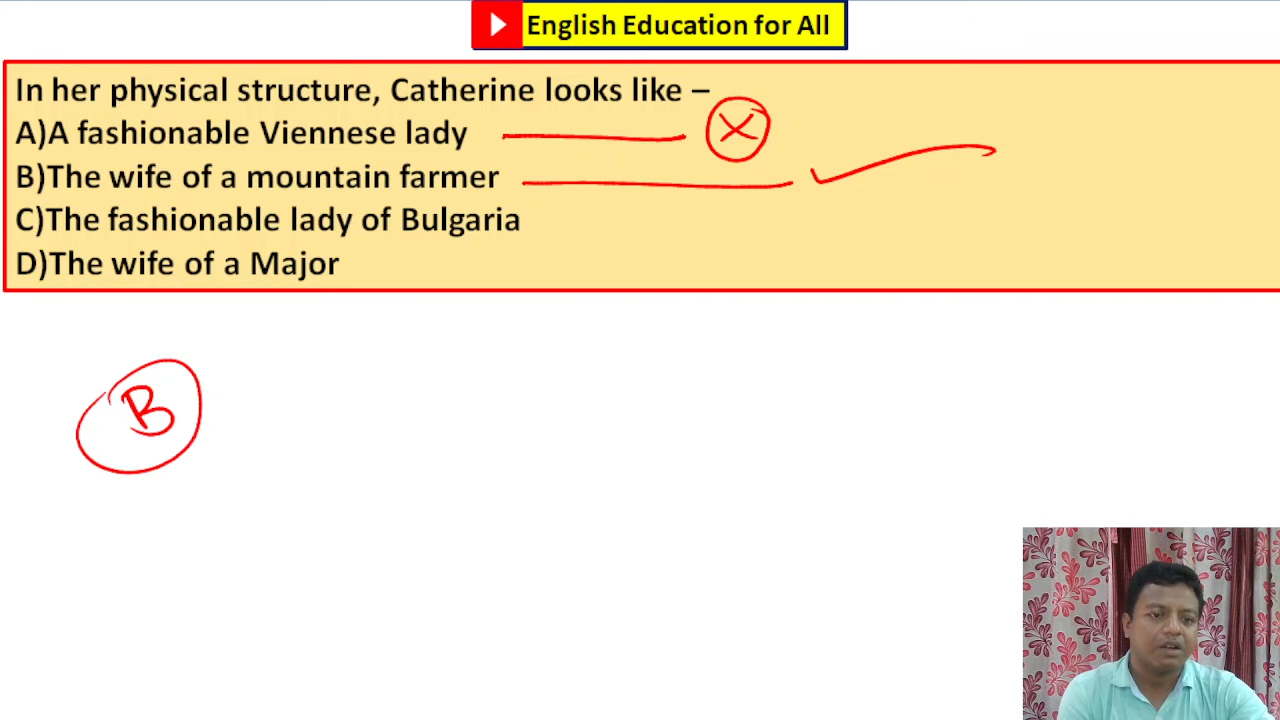 English Education for All
In her physical structure, Catherine looks like –
A)A fashionable Viennese lady
B)The wife of a mountain farmer
C)The fashionable lady of Bulgaria
D)The wife of a Major
B